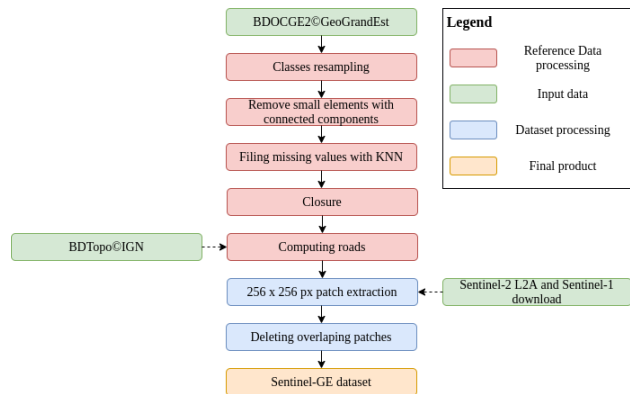 BDOCGE2©GeoGrandEst
Classes resampling
Remove small elements with
connected components
Filing missing values with KNN
Closure
BDTopo©IGN
Computing roads
256 x 256 px patch extraction
Sentinel-2 L2A and Sentinel-1
download
Deleting overlaping patches
Sentinel-GE dataset
Legend
Reference Data
processing
Input data
Dataset processing
Final product